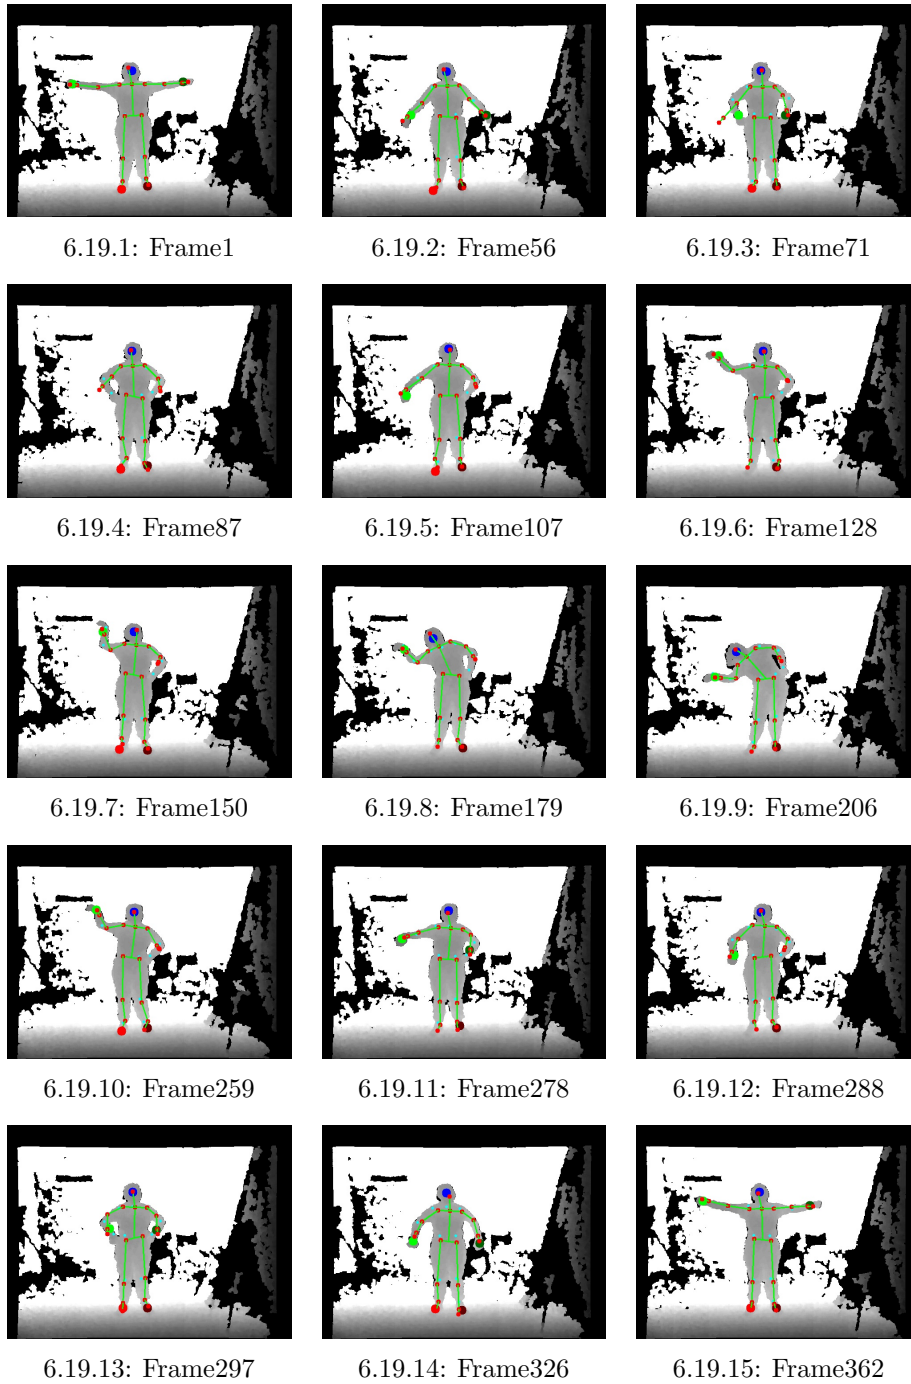 6.19.1: Frame1
6.19.2: Frame56
6.19.3: Frame71
6.19.4: Frame87
6.19.5: Frame107
6.19.6: Frame128
6.19.7: Frame150
6.19.8: Frame179
6.19.9: Frame206
6.19.10: Frame259
6.19.11: Frame278
6.19.12: Frame288
6.19.13: Frame297
6.19.14: Frame326
6.19.15: Frame362